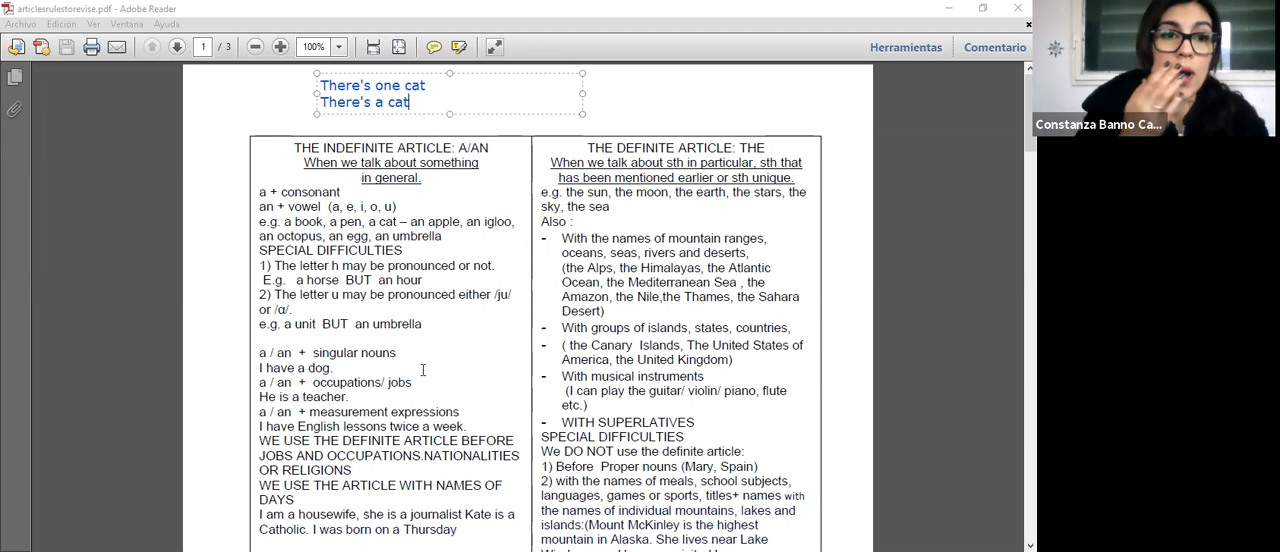 articlesrulestorevise.pdf - Adobe Reader
Archivo Edición Ver Ventana Ayuda
1 / 3 100% Herramientas Comentario
There's one cat
There's a cat
Constanza Banno Ca...
THE INDEFINITE ARTICLE: A/AN
When we talk about something
in general.
a + consonant
an + vowel (a, e, i, o, u)
e.g. a book, a pen, a cat – an apple, an igloo,
an octopus, an egg, an umbrella
SPECIAL DIFFICULTIES
1) The letter h may be pronounced or not.
E.g. a horse BUT an hour
2) The letter u may be pronounced either /ju/
or /α/.
e.g. a unit BUT an umbrella
a / an + singular nouns
I have a dog.
a / an + occupations/ jobs
He is a teacher.
a / an + measurement expressions
I have English lessons twice a week.
WE USE THE DEFINITE ARTICLE BEFORE
JOBS AND OCCUPATIONS.NATIONALITIES
OR RELIGIONS
WE USE THE ARTICLE WITH NAMES OF
DAYS
I am a housewife, she is a journalist Kate is a
Catholic. I was born on a Thursday
THE DEFINITE ARTICLE: THE
When we talk about sth in particular, sth that
has been mentioned earlier or sth unique.
e.g. the sun, the moon, the earth, the stars, the
sky, the sea
Also :
- With the names of mountain ranges,
oceans, seas, rivers and deserts,
(the Alps, the Himalayas, the Atlantic
Ocean, the Mediterranean Sea , the
Amazon, the Nile,the Thames, the Sahara
Desert)
- With groups of islands, states, countries,
- ( the Canary Islands, The United States of
America, the United Kingdom)
- With musical instruments
(I can play the guitar/ violin/ piano, flute
etc.)
- WITH SUPERLATIVES
SPECIAL DIFFICULTIES
We DO NOT use the definite article:
1) Before Proper nouns (Mary, Spain)
2) with the names of meals, school subjects,
languages, games or sports, titles+ names with
the names of individual mountains, lakes and
islands:(Mount McKinley is the highest
mountain in Alaska. She lives near Lake